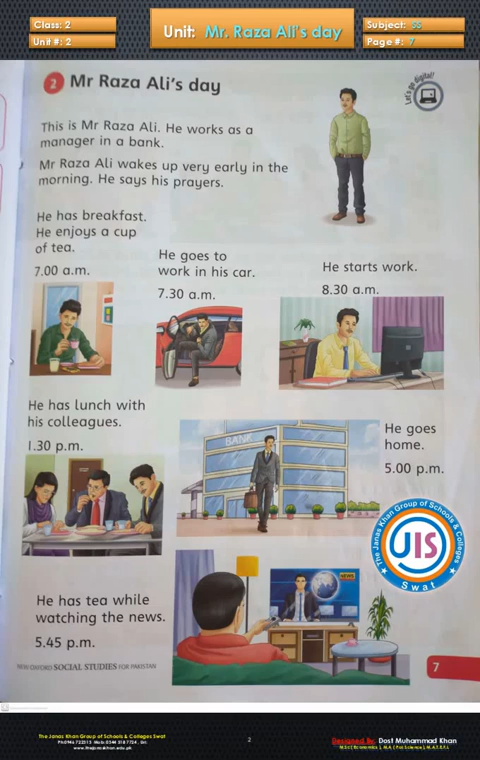 Class: 2
Unit #: 2
Unit: Mr. Raza Ali's day
Subject: SS
Page #: 7
2 Mr Raza Ali's day
Let's go digital!
This is Mr Raza Ali. He works as a
manager in a bank.
Mr Raza Ali wakes up very early in the
morning. He says his prayers.
He has breakfast.
He enjoys a cup
of tea.
7.00 a.m.
He goes to
work in his car.
7.30 a.m.
He starts work.
8.30 a.m.
He has lunch with
his colleagues.
1.30 p.m.
BANK
He goes
home.
5.00 p.m.
The Janas Khan Group of Schools & Colleges
JIS
Swat
He has tea while
watching the news.
5.45 p.m.
NEWS
NEW OXFORD SOCIAL STUDIES FOR PAKISTAN
7
The Janas Khan Group of Schools & Colleges Swat
2
Designed By: Dost Muhammad Khan